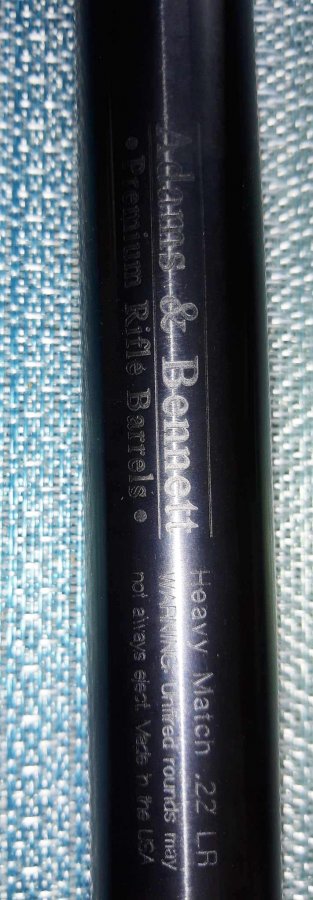 Adams & Bennett
• Premium Rifle Barrels •
Heavy Match .22 LR
WARNING Unfired rounds may
not always eject. Made in the USA